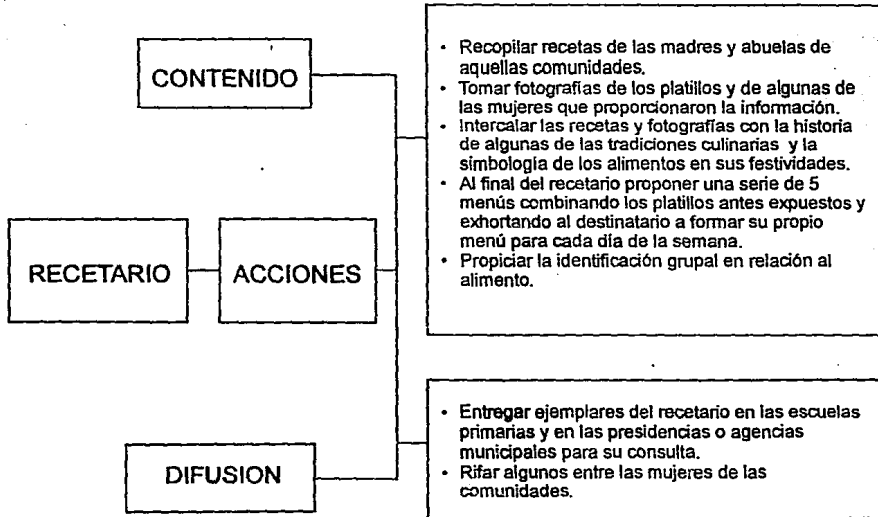 CONTENIDO
• Recopilar recetas de las madres y abuelas de
aquellas comunidades.
• Tomar fotografías de los platillos y de algunas de
las mujeres que proporcionaron la información.
• Intercalar las recetas y fotografías con la historia
de algunas de las tradiciones culinarias y la
simbología de los alimentos en sus festividades.
• Al final del recetario proponer una serie de 5
menús combinando los platillos antes expuestos y
exhortando al destinatario a formar su propio
menú para cada día de la semana.
• Propiciar la identificación grupal en relación al
alimento.
RECETARIO
ACCIONES
DIFUSION
• Entregar ejemplares del recetario en las escuelas
primarias y en las presidencias o agencias
municipales para su consulta.
• Rifar algunos entre las mujeres de las
comunidades.